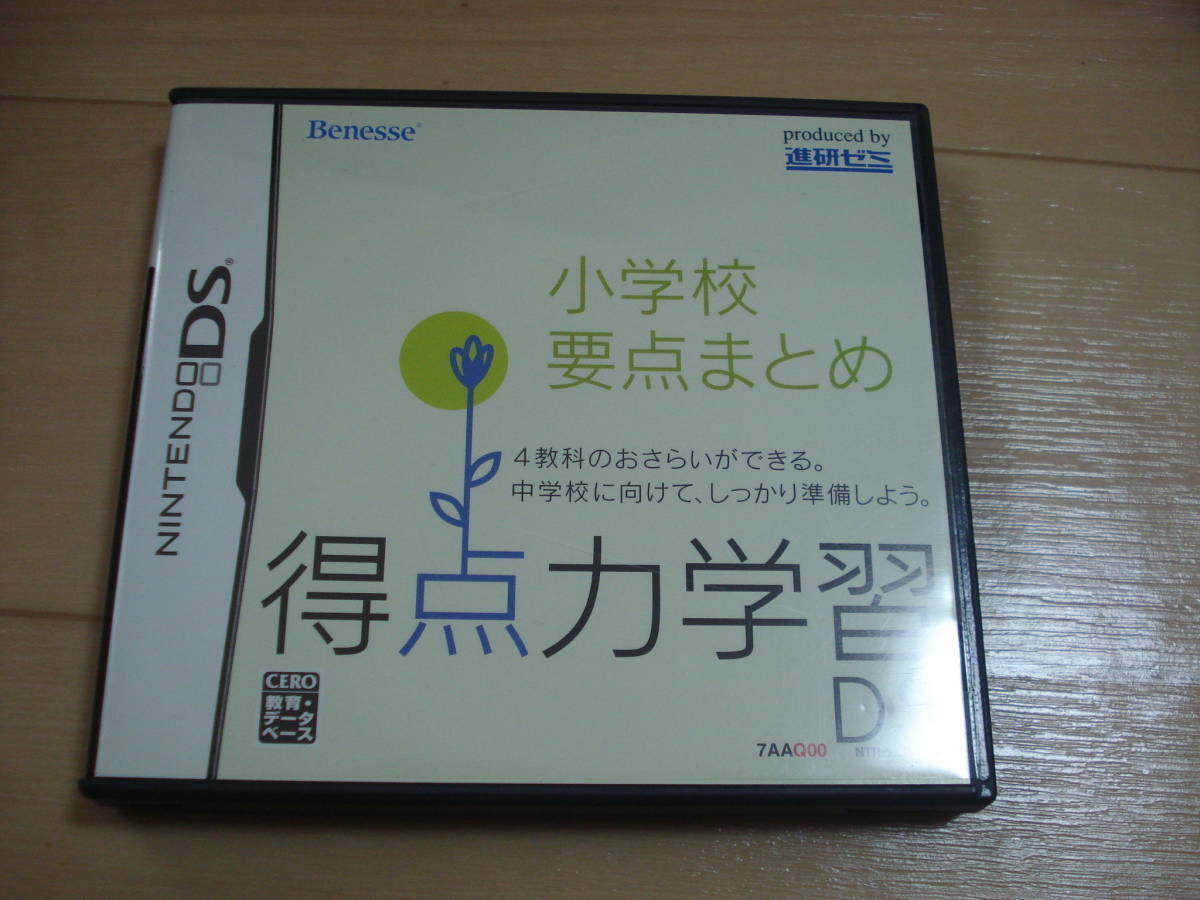 NINTENDO DS®
Benesse®
produced by
進研ゼミ
小学校
要点まとめ
4教科のおさらいができる。
中学校に向けて、しっかり準備しよう。
得点力学習
DS
CERO
教育・
データ
ベース
7AAQ00